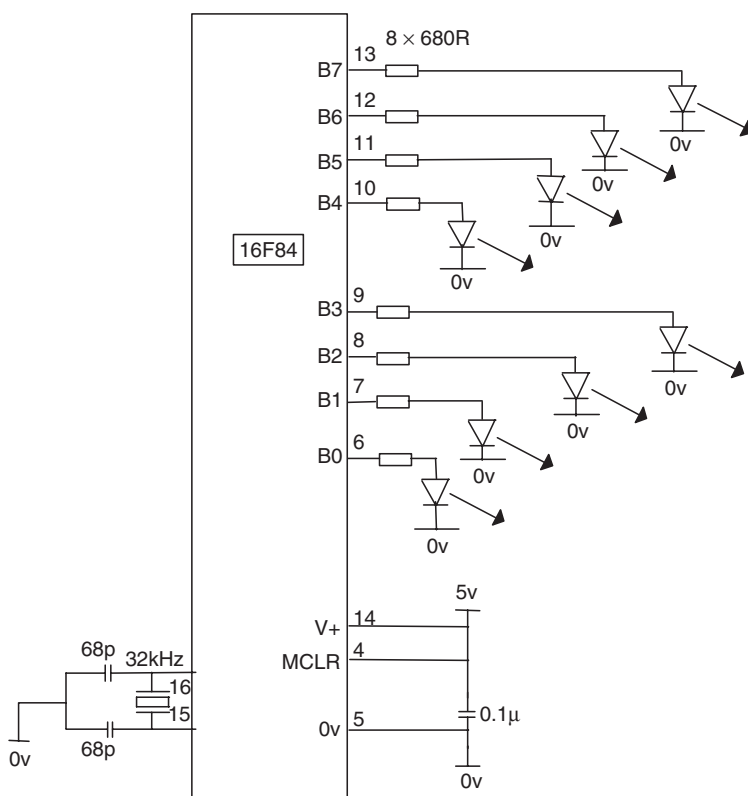 8 × 680R
B7 13
0v
B6 12
0v
B5 11
0v
B4 10
0v
16F84
B3 9
0v
B2 8
0v
B1 7
0v
B0 6
0v
5v
V+ 14
MCLR 4
0v 5
0.1µ
0v
68p
32kHz
16
15
68p
0v